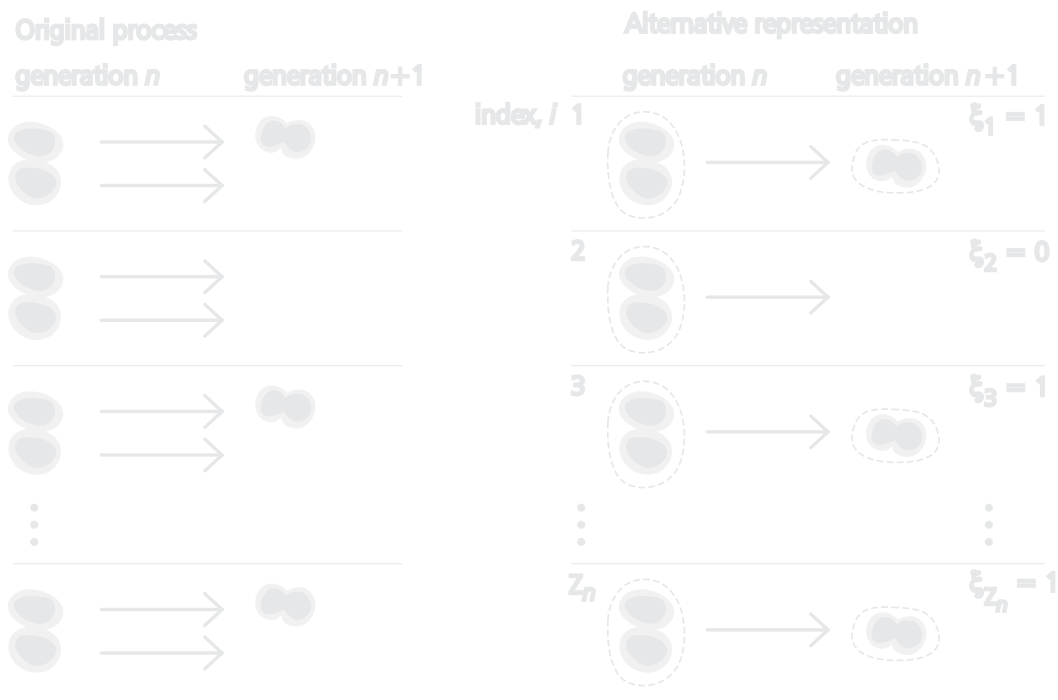 Original process
Alternative representation
generation n
generation n+1
generation n
generation n+1
index, i 1
ξ1 = 1
2
ξ2 = 0
3
ξ3 = 1
Zn
ξZn = 1